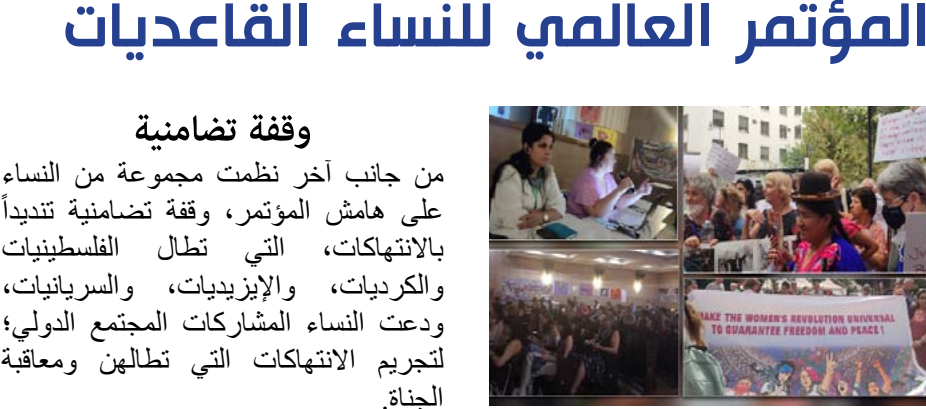 المؤتمر العالمي للنساء القاعديات
وقفة تضامنية
من جانب آخر نظمت مجموعة من النساء
على هامش المؤتمر، وقفة تضامنية تنديداً
بالانتهاكات، التي تطال الفلسطينيات
والكرديات، والإيزيديات، والسريانيات،
ودعت النساء المشاركات المجتمع الدولي؛
لتجريم الانتهاكات التي تطالهن ومعاقبة
الجناة.
MAKE THE WOMEN'S REVOLUTION UNIVERSAL
TO GUARANTEE FREEDOM AND PEACE !